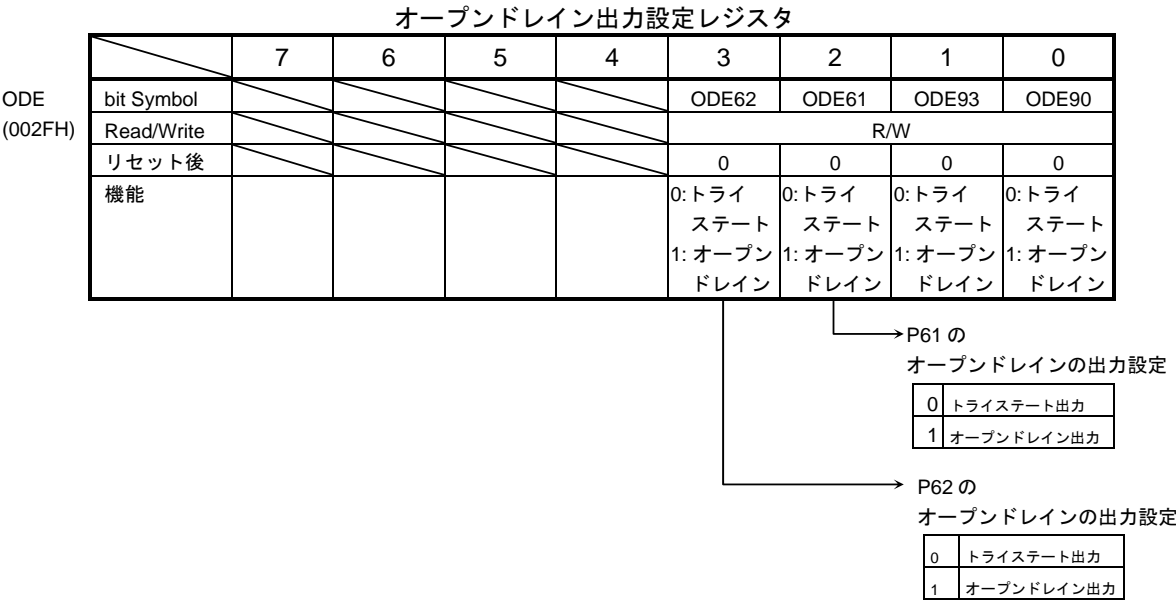 オープンドレイン出力設定レジスタ
7 6 5 4 3 2 1 0
ODE bit Symbol ODE62 ODE61 ODE93 ODE90
(002FH) Read/Write R/W
リセット後 0 0 0 0
機能 0:トライ 0:トライ 0:トライ 0:トライ
ステート ステート ステート ステート
1: オープン 1: オープン 1: オープン 1: オープン
ドレイン ドレイン ドレイン ドレイン
P61 の
オープンドレインの出力設定
0 トライステート出力
1 オープンドレイン出力
P62 の
オープンドレインの出力設定
0 トライステート出力
1 オープンドレイン出力